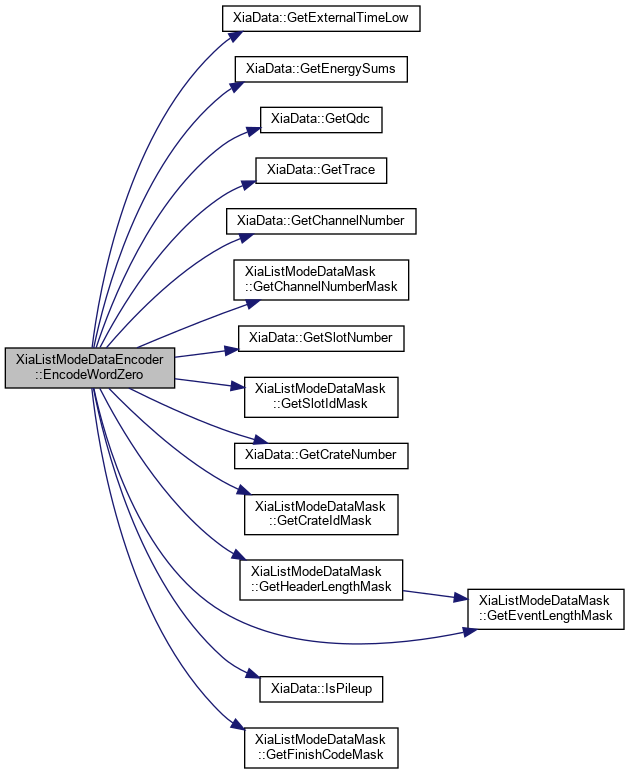 XiaData::GetExternalTimeLow
XiaData::GetEnergySums
XiaData::GetQdc
XiaData::GetTrace
XiaData::GetChannelNumber
XiaListModeDataMask
::GetChannelNumberMask
XiaData::GetSlotNumber
XiaListModeDataEncoder
::EncodeWordZero
XiaListModeDataMask
::GetSlotIdMask
XiaData::GetCrateNumber
XiaListModeDataMask
::GetCrateIdMask
XiaListModeDataMask
::GetHeaderLengthMask
XiaListModeDataMask
::GetEventLengthMask
XiaData::IsPileup
XiaListModeDataMask
::GetFinishCodeMask